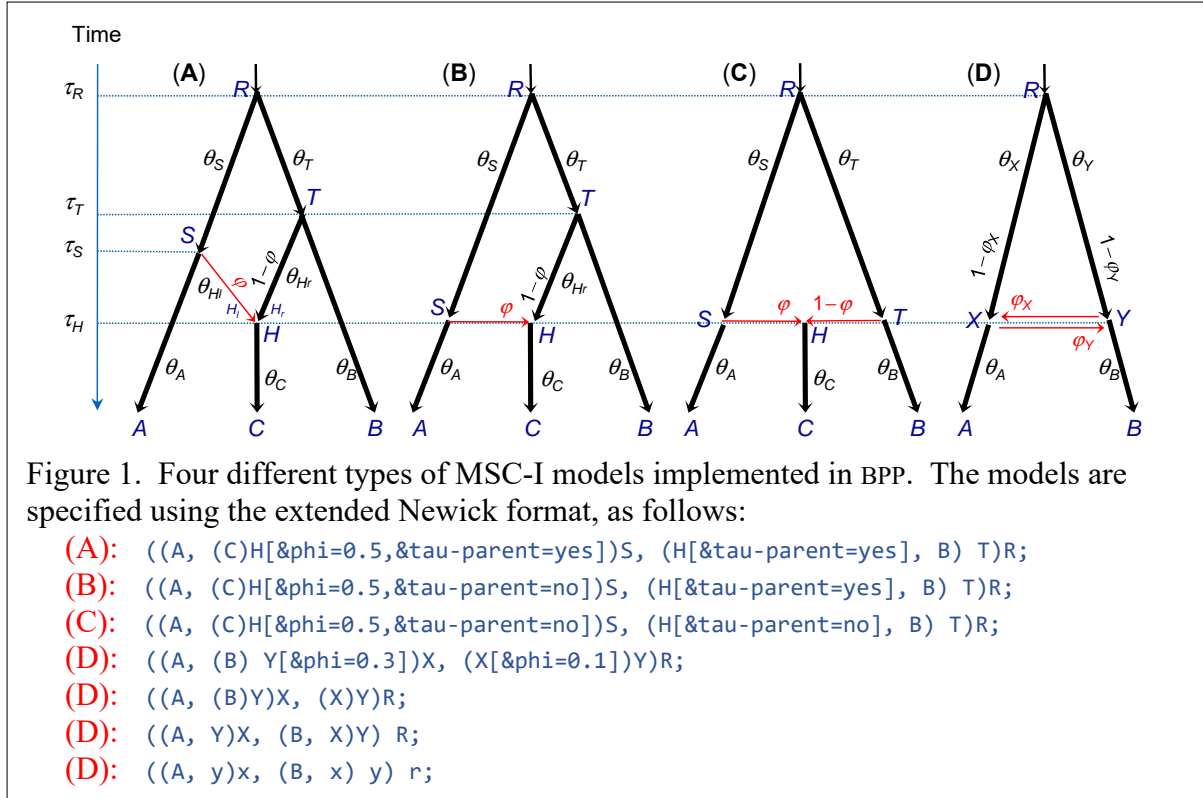 Time
(A) (B) (C) (D)
τR R R R R
θS θT θS θT θS θT θX θY
τT T T
τS S
φ 1−φ 1−φ 1−φX 1−φY
θHl θHr θHr
Hl Hr
τH H S φ H S φ H 1−φ T X φX Y
φY
θA θC θB θA θC θB θA θC θB θA θB
A C B A C B A C B A B
Figure 1. Four different types of MSC-I models implemented in BPP. The models are
specified using the extended Newick format, as follows:
(A): ((A, (C)H[&phi=0.5,&tau-parent=yes])S, (H[&tau-parent=yes], B) T)R;
(B): ((A, (C)H[&phi=0.5,&tau-parent=no])S, (H[&tau-parent=yes], B) T)R;
(C): ((A, (C)H[&phi=0.5,&tau-parent=no])S, (H[&tau-parent=no], B) T)R;
(D): ((A, (B) Y[&phi=0.3])X, (X[&phi=0.1])Y)R;
(D): ((A, (B)Y)X, (X)Y)R;
(D): ((A, Y)X, (B, X)Y) R;
(D): ((A, y)x, (B, x) y) r;